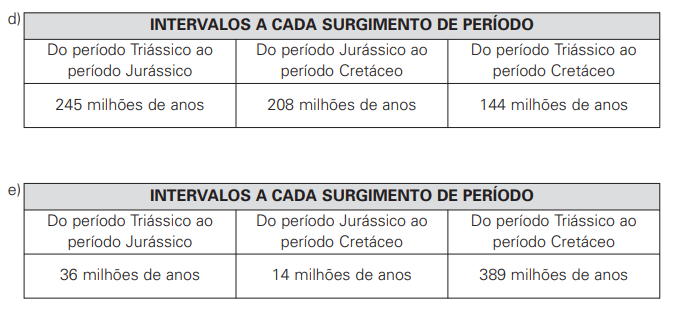 d)
INTERVALOS A CADA SURGIMENTO DE PERÍODO
Do período Triássico ao período Jurássico
Do período Jurássico ao período Cretáceo
Do período Triássico ao período Cretáceo
245 milhões de anos
208 milhões de anos
144 milhões de anos
e)
INTERVALOS A CADA SURGIMENTO DE PERÍODO
Do período Triássico ao período Jurássico
Do período Jurássico ao período Cretáceo
Do período Triássico ao período Cretáceo
36 milhões de anos
14 milhões de anos
389 milhões de anos